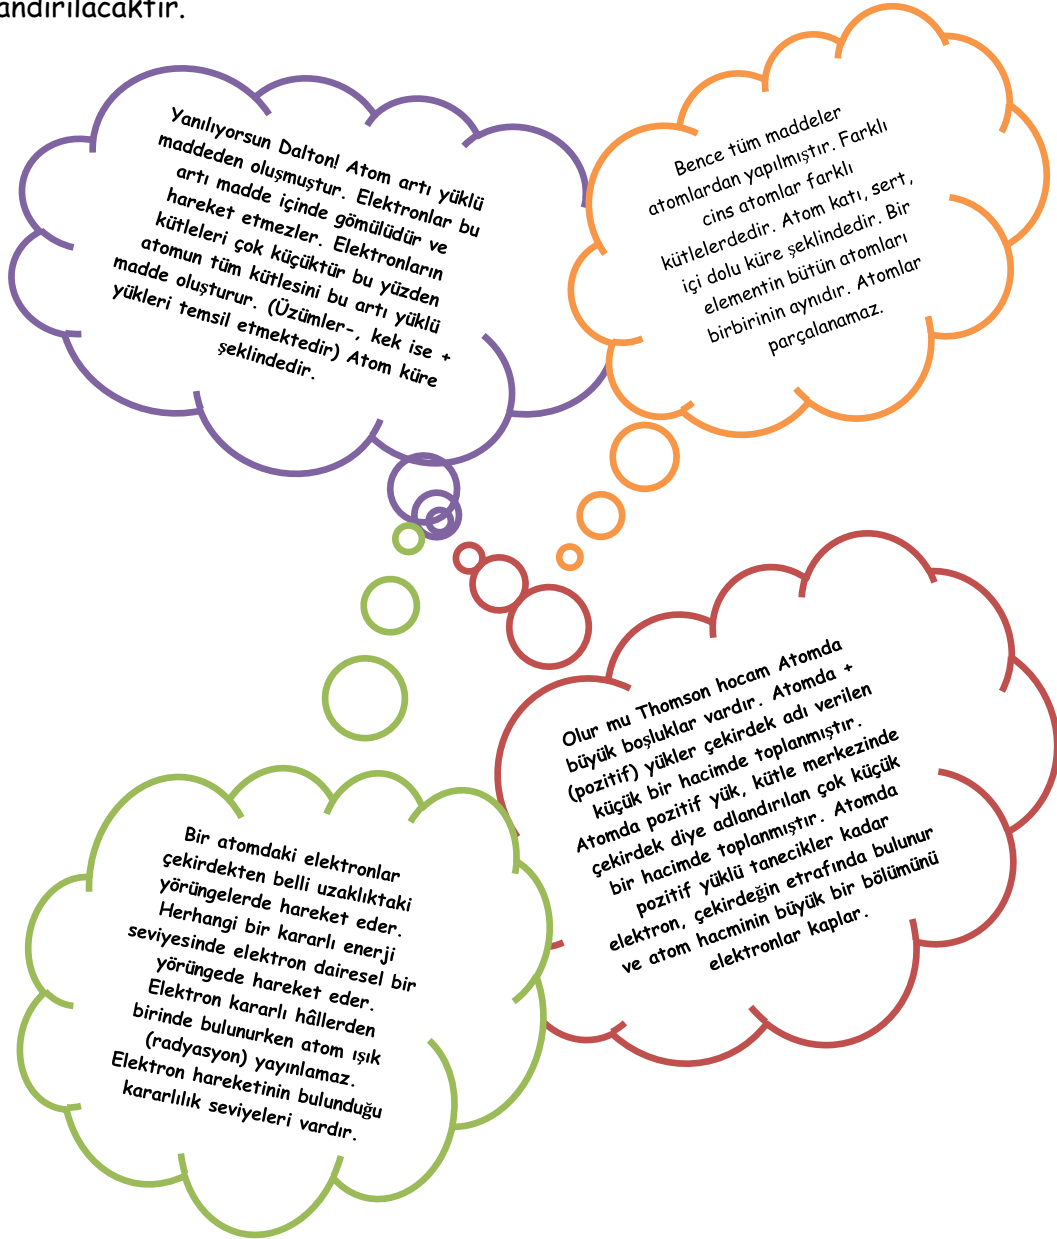 andırılacaktır.
Yanılıyorsun Dalton! Atom artı yüklü
maddeden oluşmuştur. Elektronlar bu
artı madde içinde gömülüdür ve
hareket etmezler. Elektronların
kütleleri çok küçüktür bu yüzden
atomun tüm kütlesini bu artı yüklü
madde oluşturur. (Üzümler-, kek ise +
yükleri temsil etmektedir) Atom küre
şeklindedir.
Bence tüm maddeler
atomlardan yapılmıştır. Farklı
cins atomlar farklı
kütlelerdedir. Atom katı, sert,
içi dolu küre şeklindedir. Bir
elementin bütün atomları
birbirinin aynıdır. Atomlar
parçalanamaz.
Olur mu Thomson hocam Atomda
büyük boşluklar vardır. Atomda +
(pozitif) yükler çekirdek adı verilen
küçük bir hacimde toplanmıştır.
Atomda pozitif yük, kütle merkezinde
çekirdek diye adlandırılan çok küçük
bir hacimde toplanmıştır. Atomda
pozitif yüklü tanecikler kadar
elektron, çekirdeğin etrafında bulunur
ve atom hacminin büyük bir bölümünü
elektronlar kaplar.
Bir atomdaki elektronlar
çekirdekten belli uzaklıktaki
yörüngelerde hareket eder.
Herhangi bir kararlı enerji
seviyesinde elektron dairesel bir
yörüngede hareket eder.
Elektron kararlı hâllerden
birinde bulunurken atom ışık
(radyasyon) yayınlamaz.
Elektron hareketinin bulunduğu
kararlılık seviyeleri vardır.